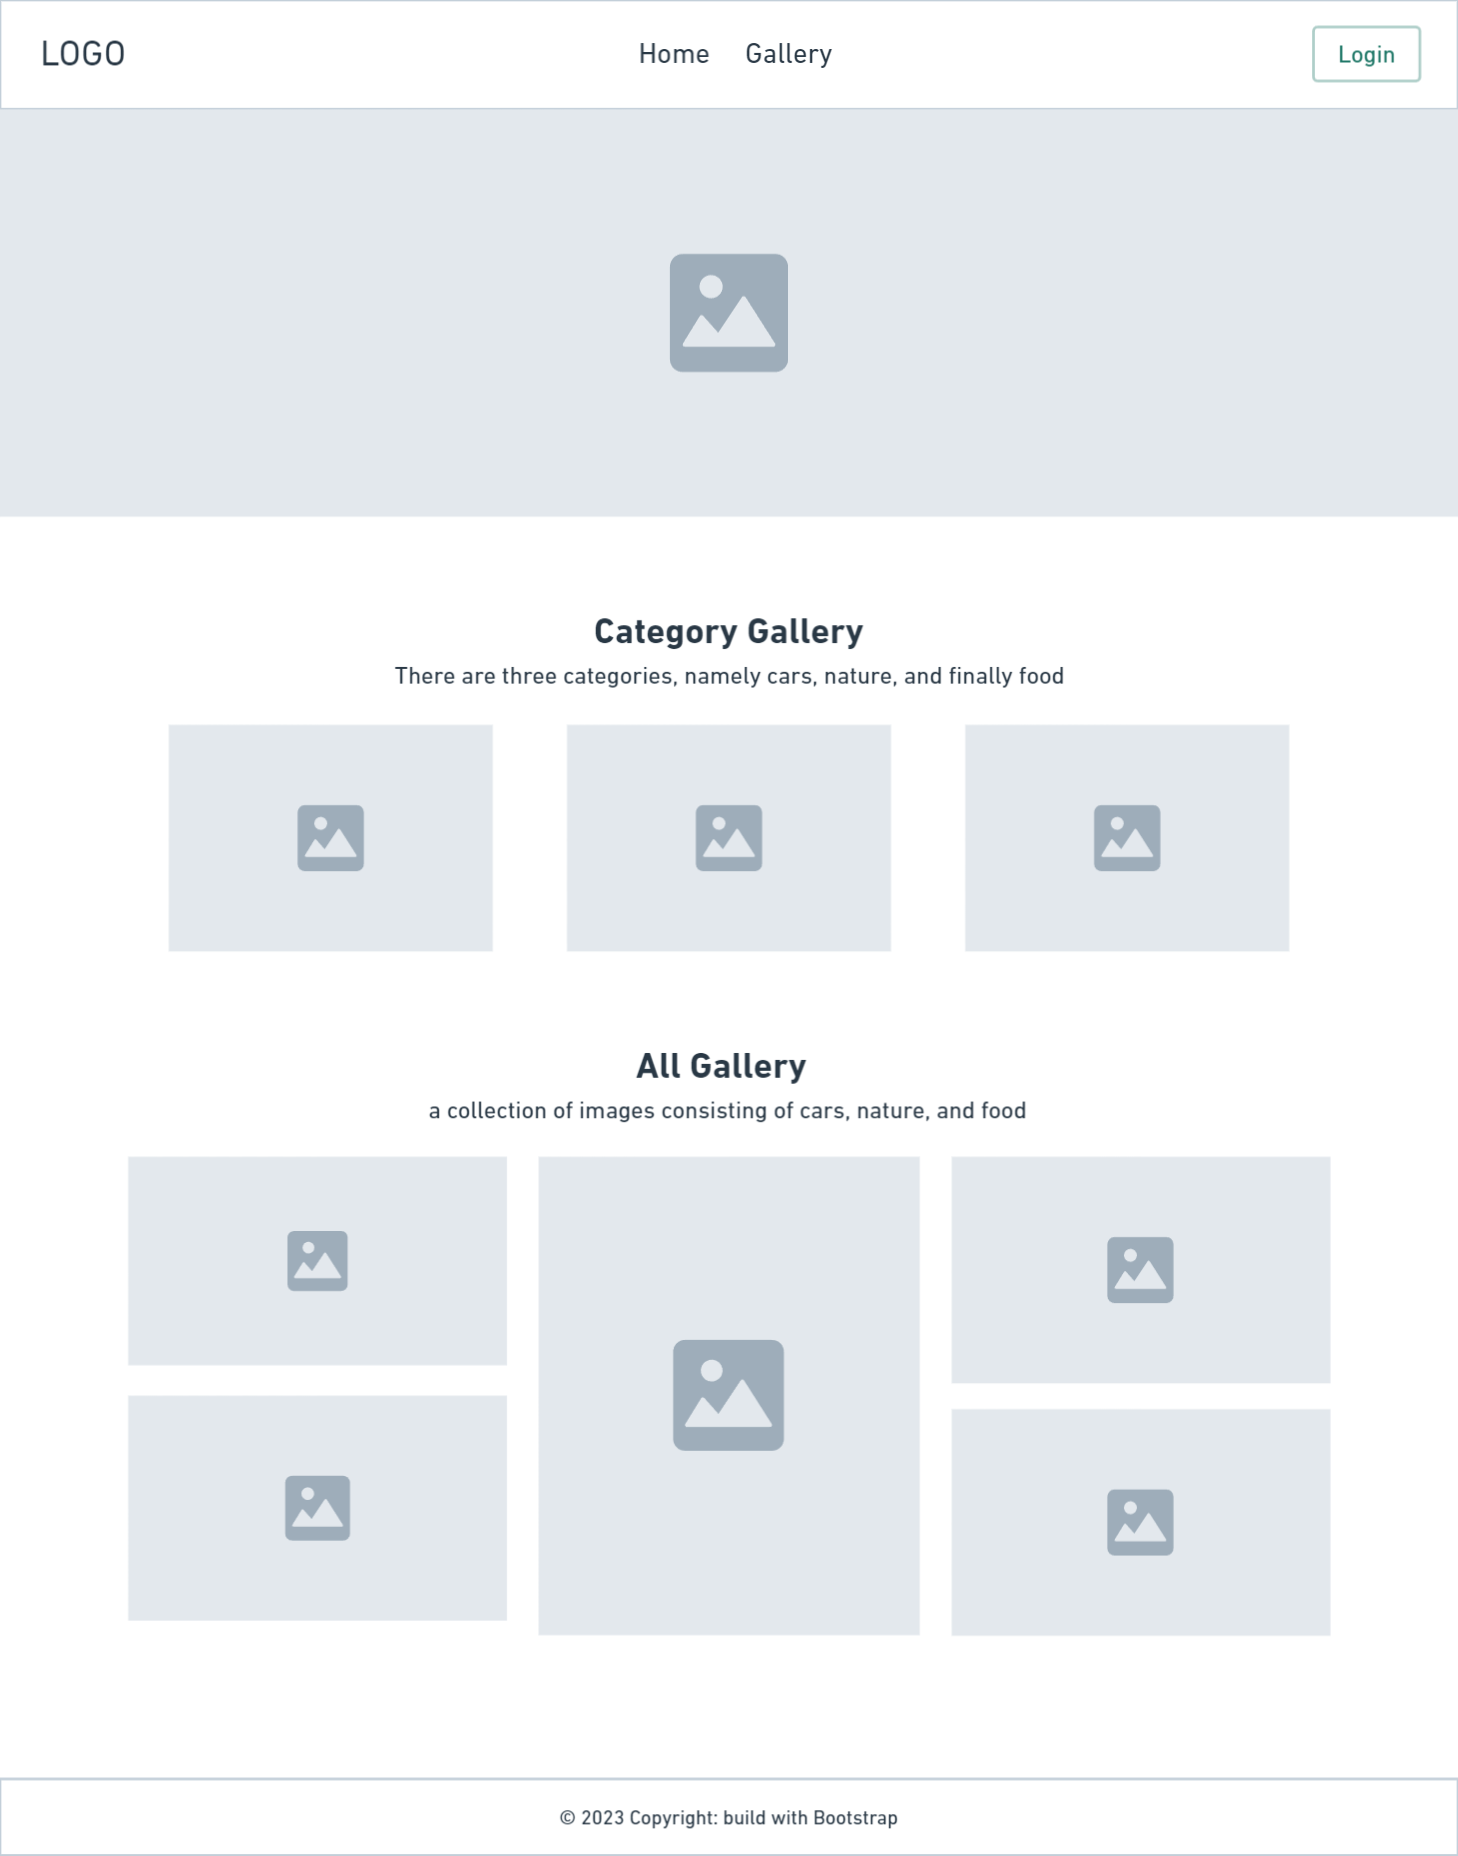 LOGO
Home
Gallery
Login
Category Gallery
There are three categories, namely cars, nature, and finally food
All Gallery
a collection of images consisting of cars, nature, and food
© 2023 Copyright: build with Bootstrap